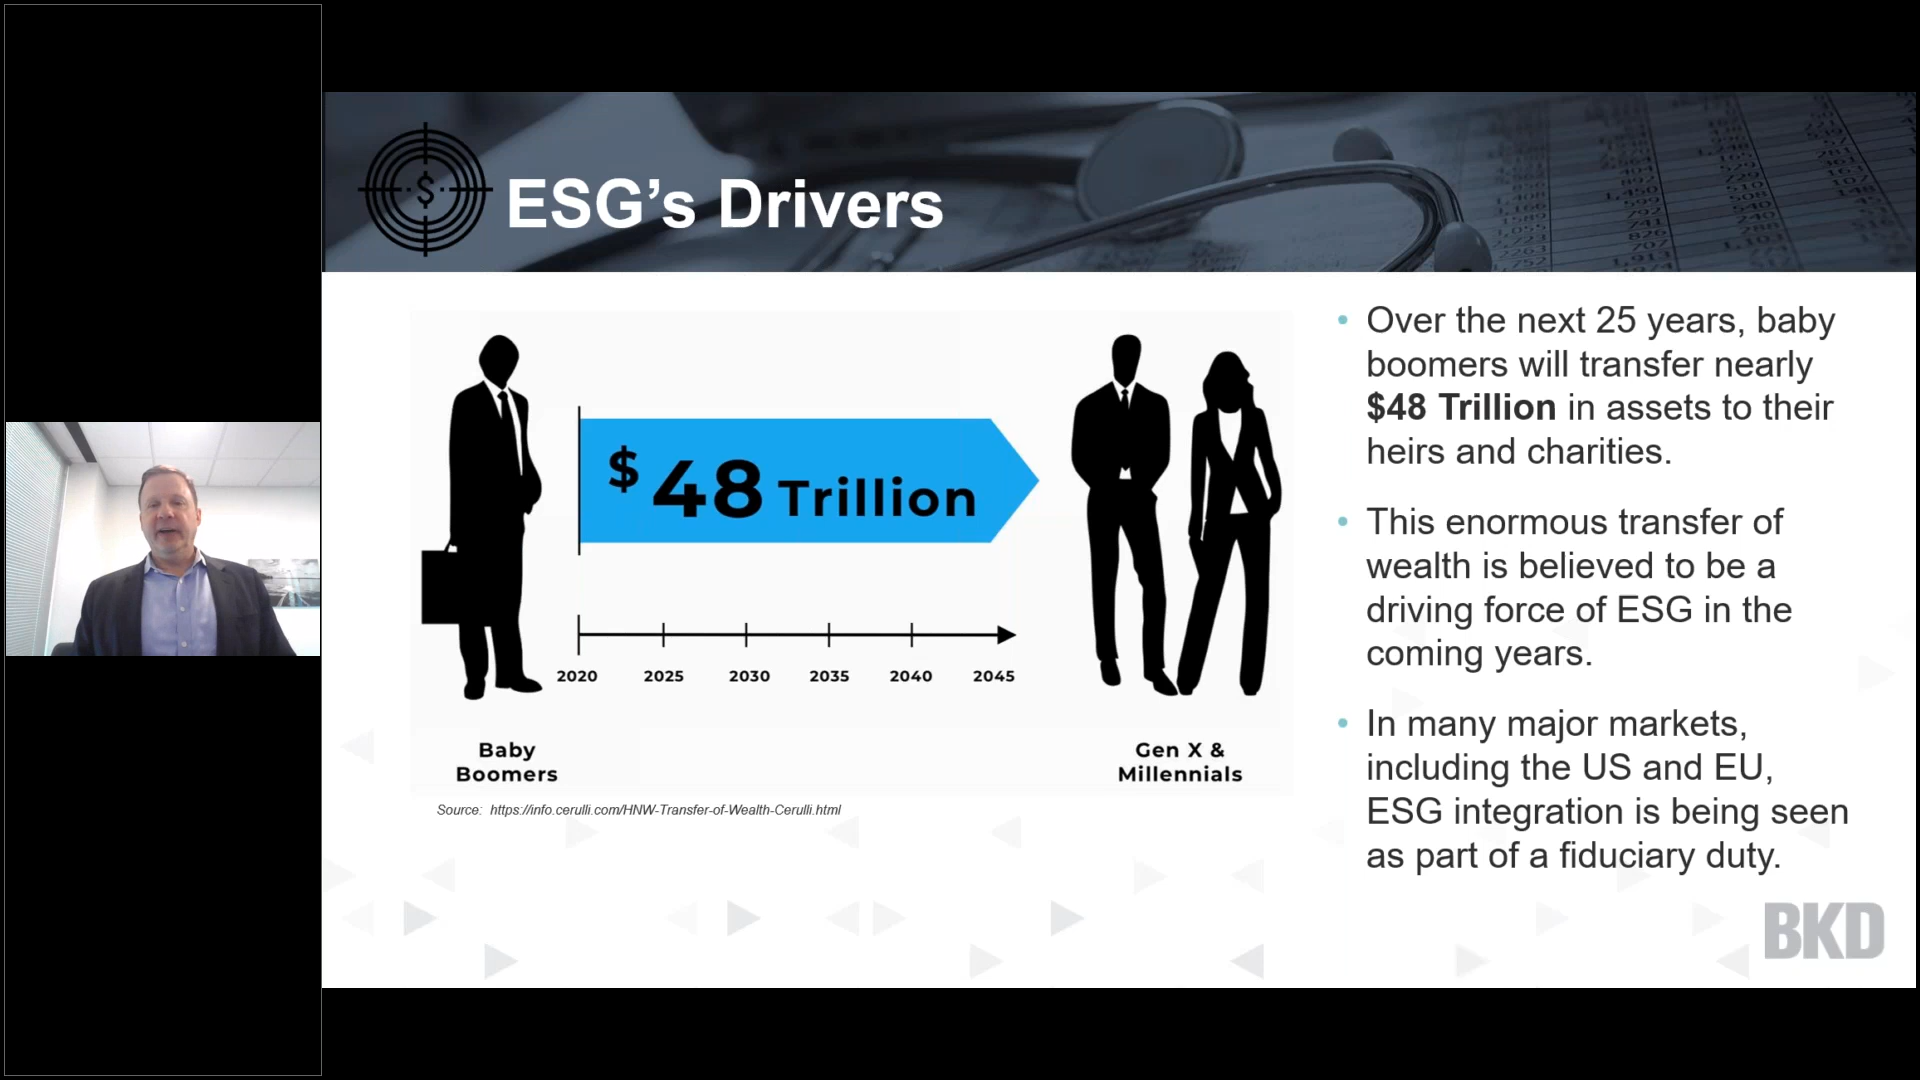 $
ESG's Drivers
$48 Trillion
2020 2025 2030 2035 2040 2045
Baby
Boomers
Gen X &
Millennials
Source: https://info.cerulli.com/HNW-Transfer-of-Wealth-Cerulli.html
• Over the next 25 years, baby
boomers will transfer nearly
$48 Trillion in assets to their
heirs and charities.
• This enormous transfer of
wealth is believed to be a
driving force of ESG in the
coming years.
• In many major markets,
including the US and EU,
ESG integration is being seen
as part of a fiduciary duty.
BKD